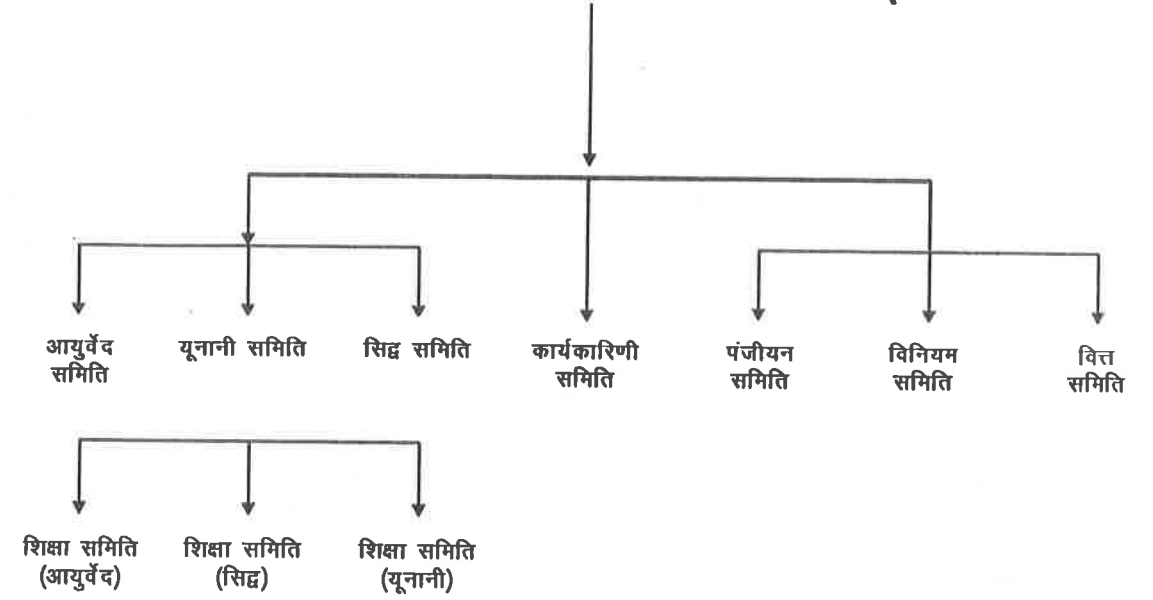 आयुर्वेद
समिति
यूनानी समिति
सिद्व समिति
कार्यकारिणी
समिति
पंजीयन
समिति
विनियम
समिति
वित्त
समिति
शिक्षा समिति
(आयुर्वेद)
शिक्षा समिति
(सिद्व)
शिक्षा समिति
(यूनानी)